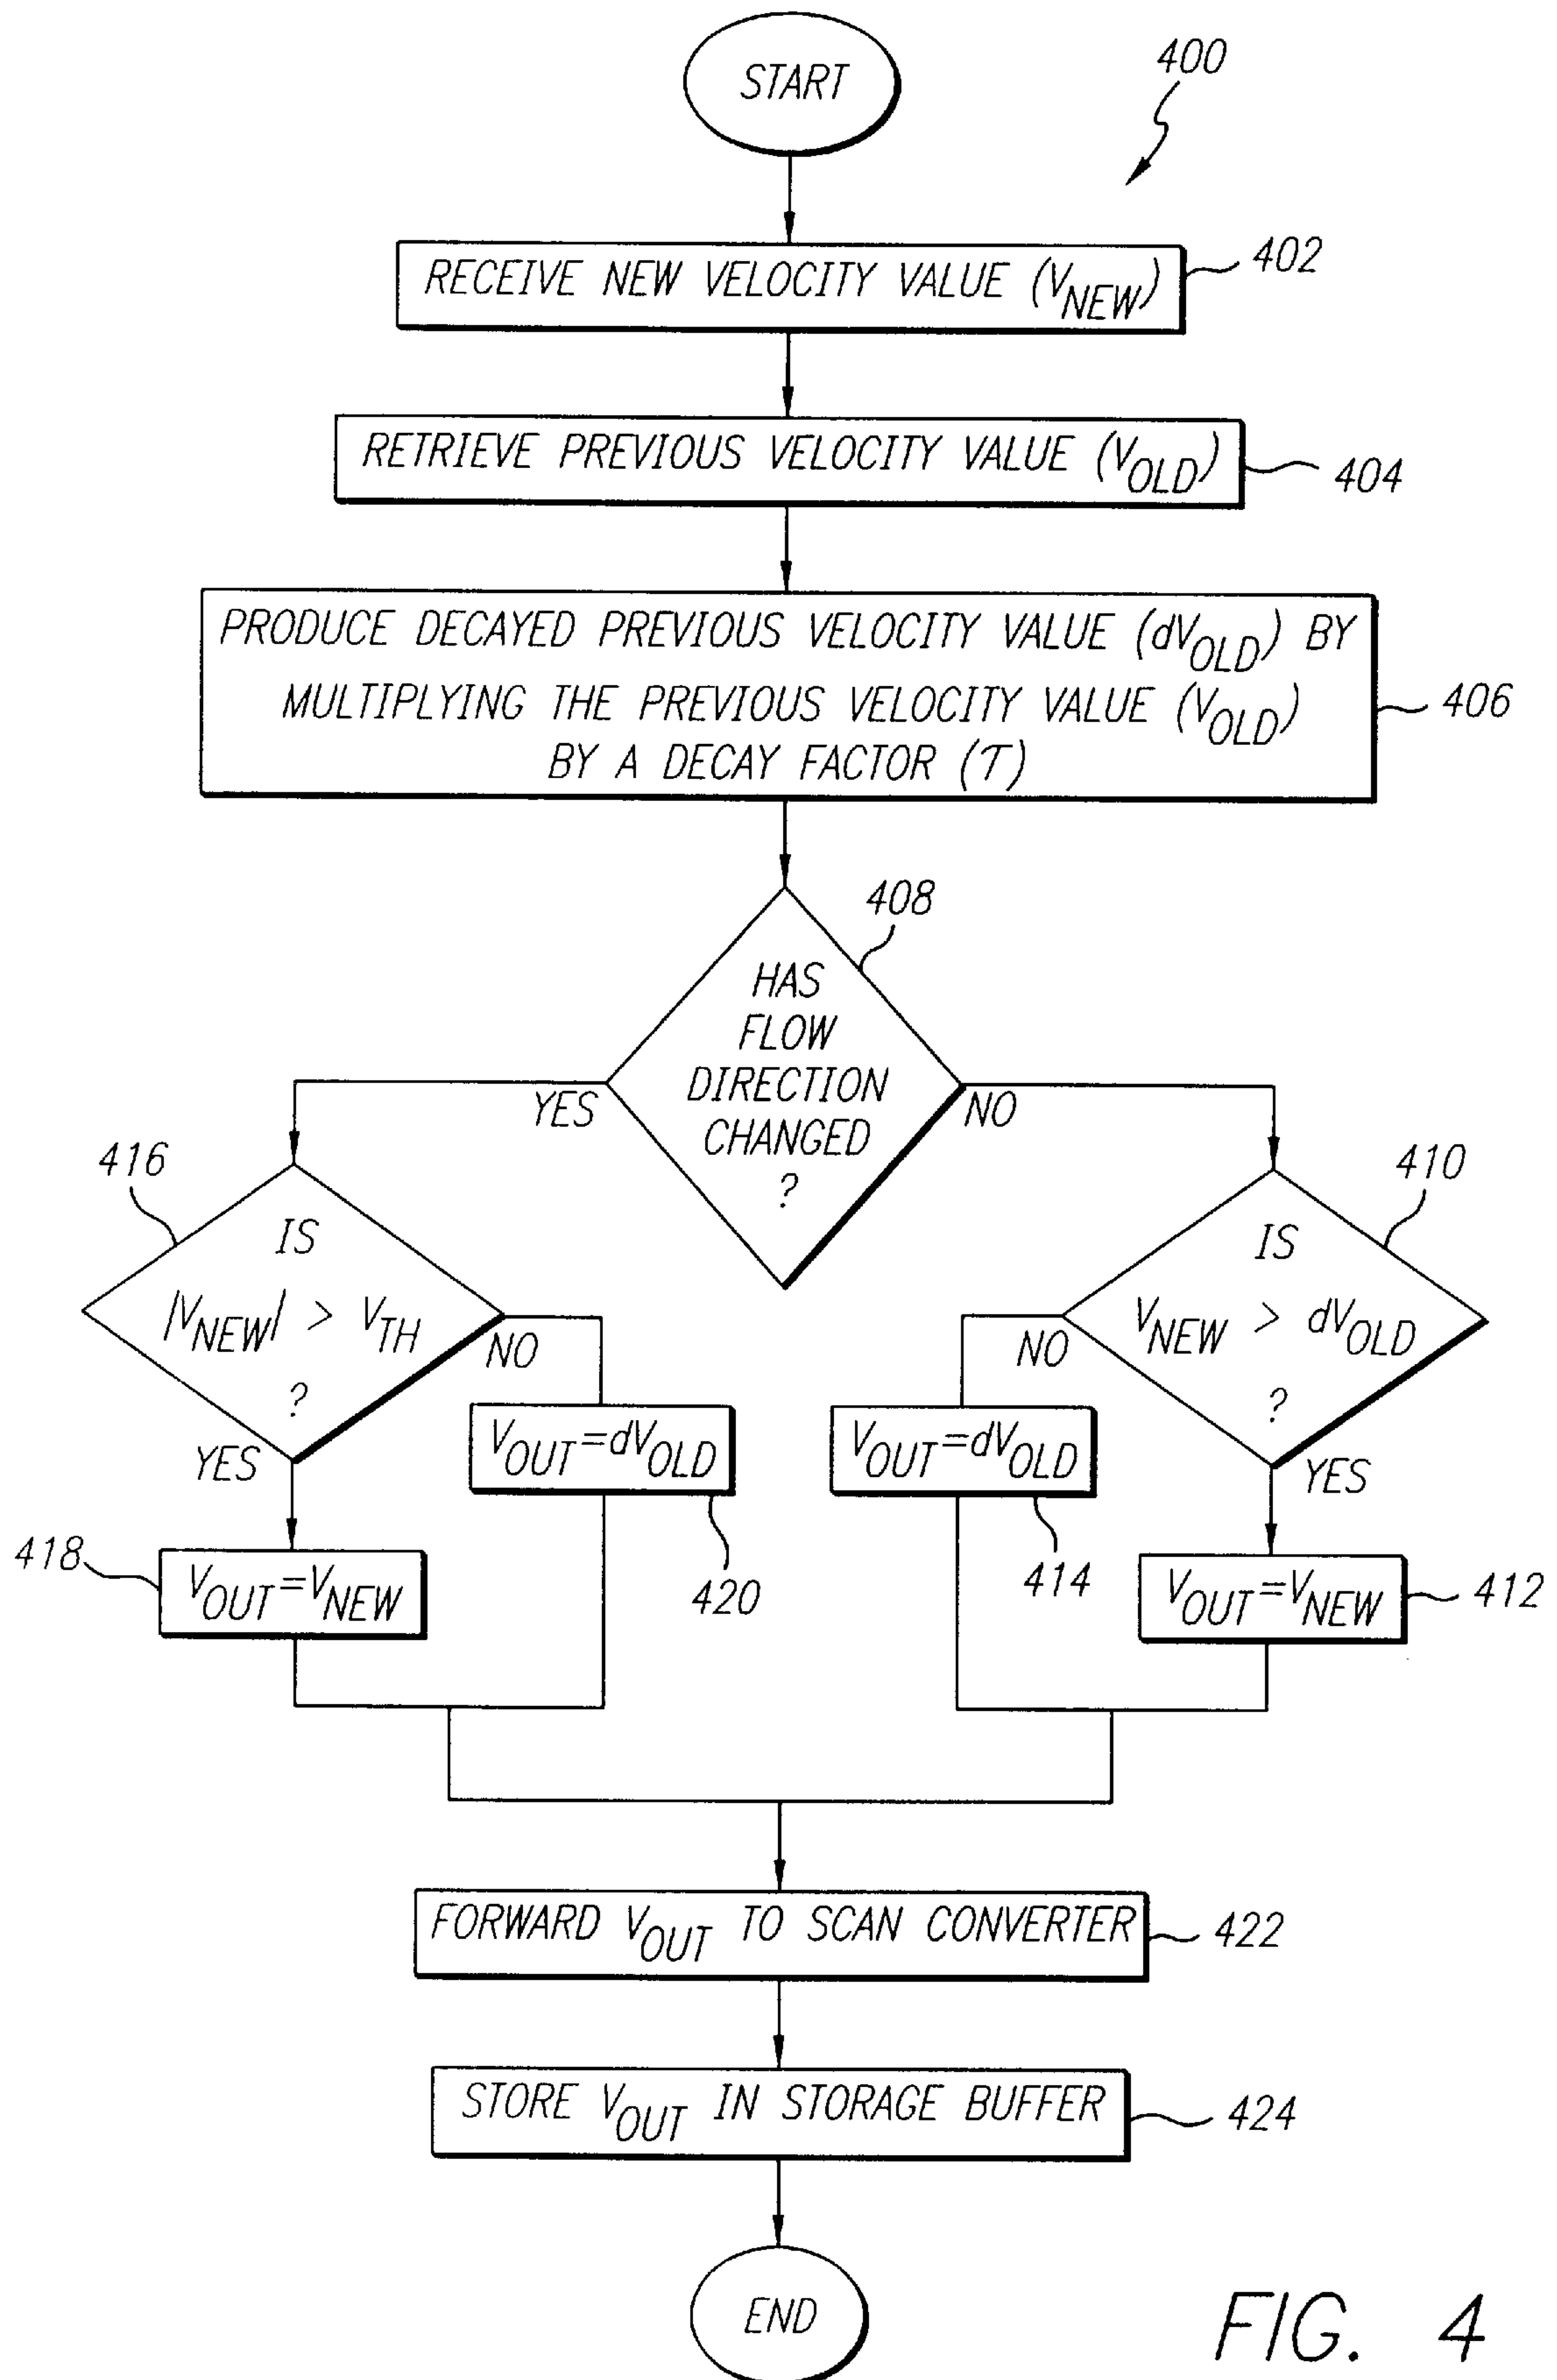 START
400
RECEIVE NEW VELOCITY VALUE (VNEW)
402
RETRIEVE PREVIOUS VELOCITY VALUE (VOLD)
404
PRODUCE DECAYED PREVIOUS VELOCITY VALUE (dVOLD) BY
MULTIPLYING THE PREVIOUS VELOCITY VALUE (VOLD)
BY A DECAY FACTOR (τ)
406
408
HAS
FLOW
DIRECTION
CHANGED
?
YES
NO
416
IS
|VNEW| > VTH
?
NO
YES
410
IS
VNEW > dVOLD
?
NO
YES
VOUT=dVOLD
420
VOUT=dVOLD
414
418
VOUT=VNEW
VOUT=VNEW
412
FORWARD VOUT TO SCAN CONVERTER
422
STORE VOUT IN STORAGE BUFFER
424
END
FIG. 4